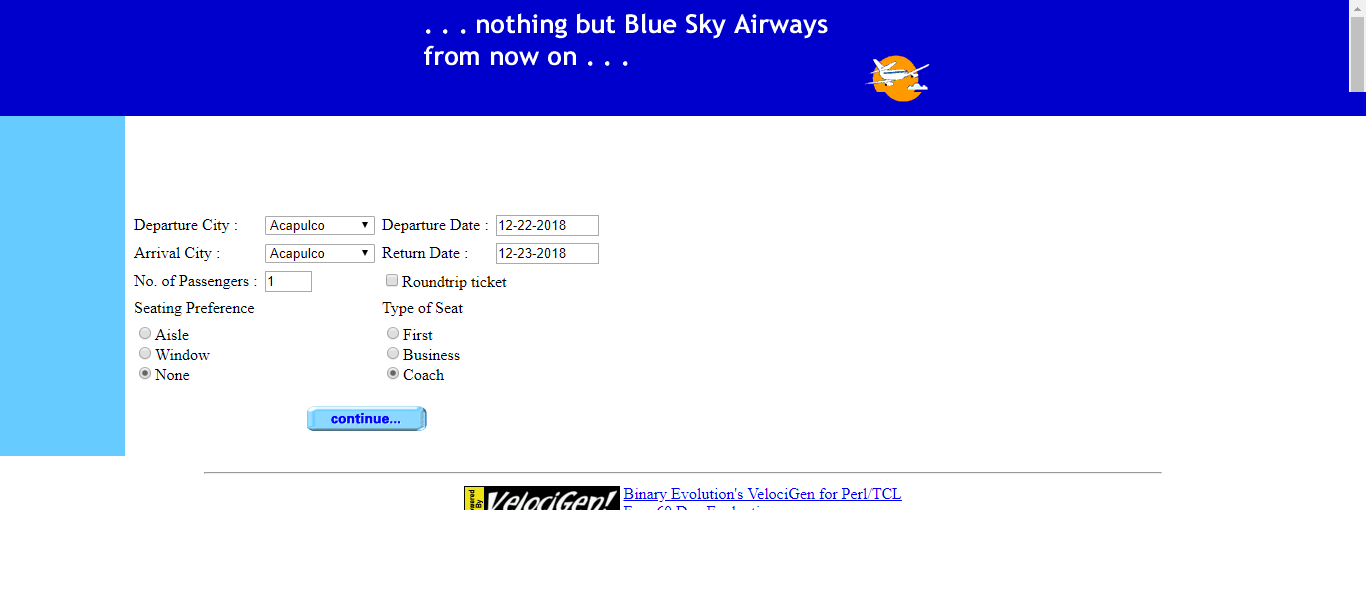 . . . nothing but Blue Sky Airways
from now on . . .
Departure City : Acapulco Departure Date : 12-22-2018
Arrival City : Acapulco Return Date : 12-23-2018
No. of Passengers : 1 Roundtrip ticket
Seating Preference Type of Seat
Aisle First
Window Business
None Coach
continue...
By VelociGen! Binary Evolution's VelociGen for Perl/TCL